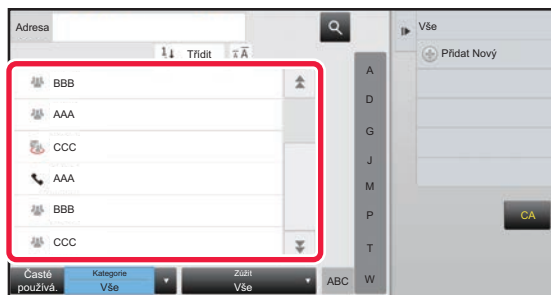 Adresa
Vše
Třídit
Přidat Nový
BBB
AAA
CCC
AAA
BBB
CCC
A
D
G
J
M
P
T
W
CA
Časté
používá.
Kategorie
Vše
Zúžit
Vše
ABC